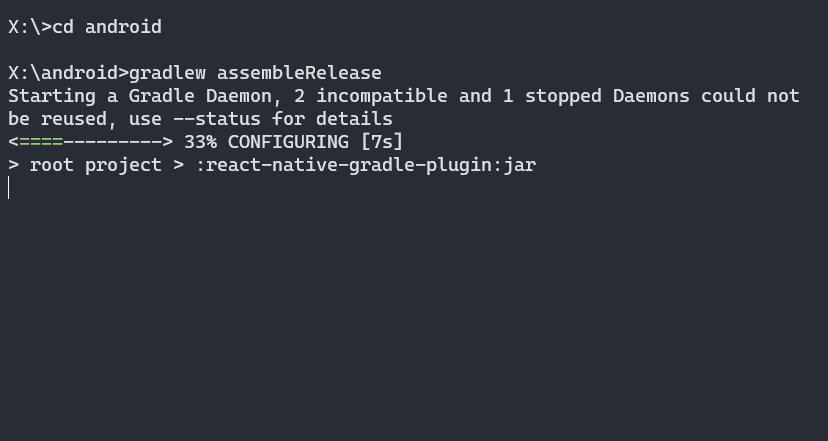 X:\>cd android
X:\android>gradlew assembleRelease
Starting a Gradle Daemon, 2 incompatible and 1 stopped Daemons could not
be reused, use --status for details
<====---------> 33% CONFIGURING [7s]
> root project > :react-native-gradle-plugin:jar